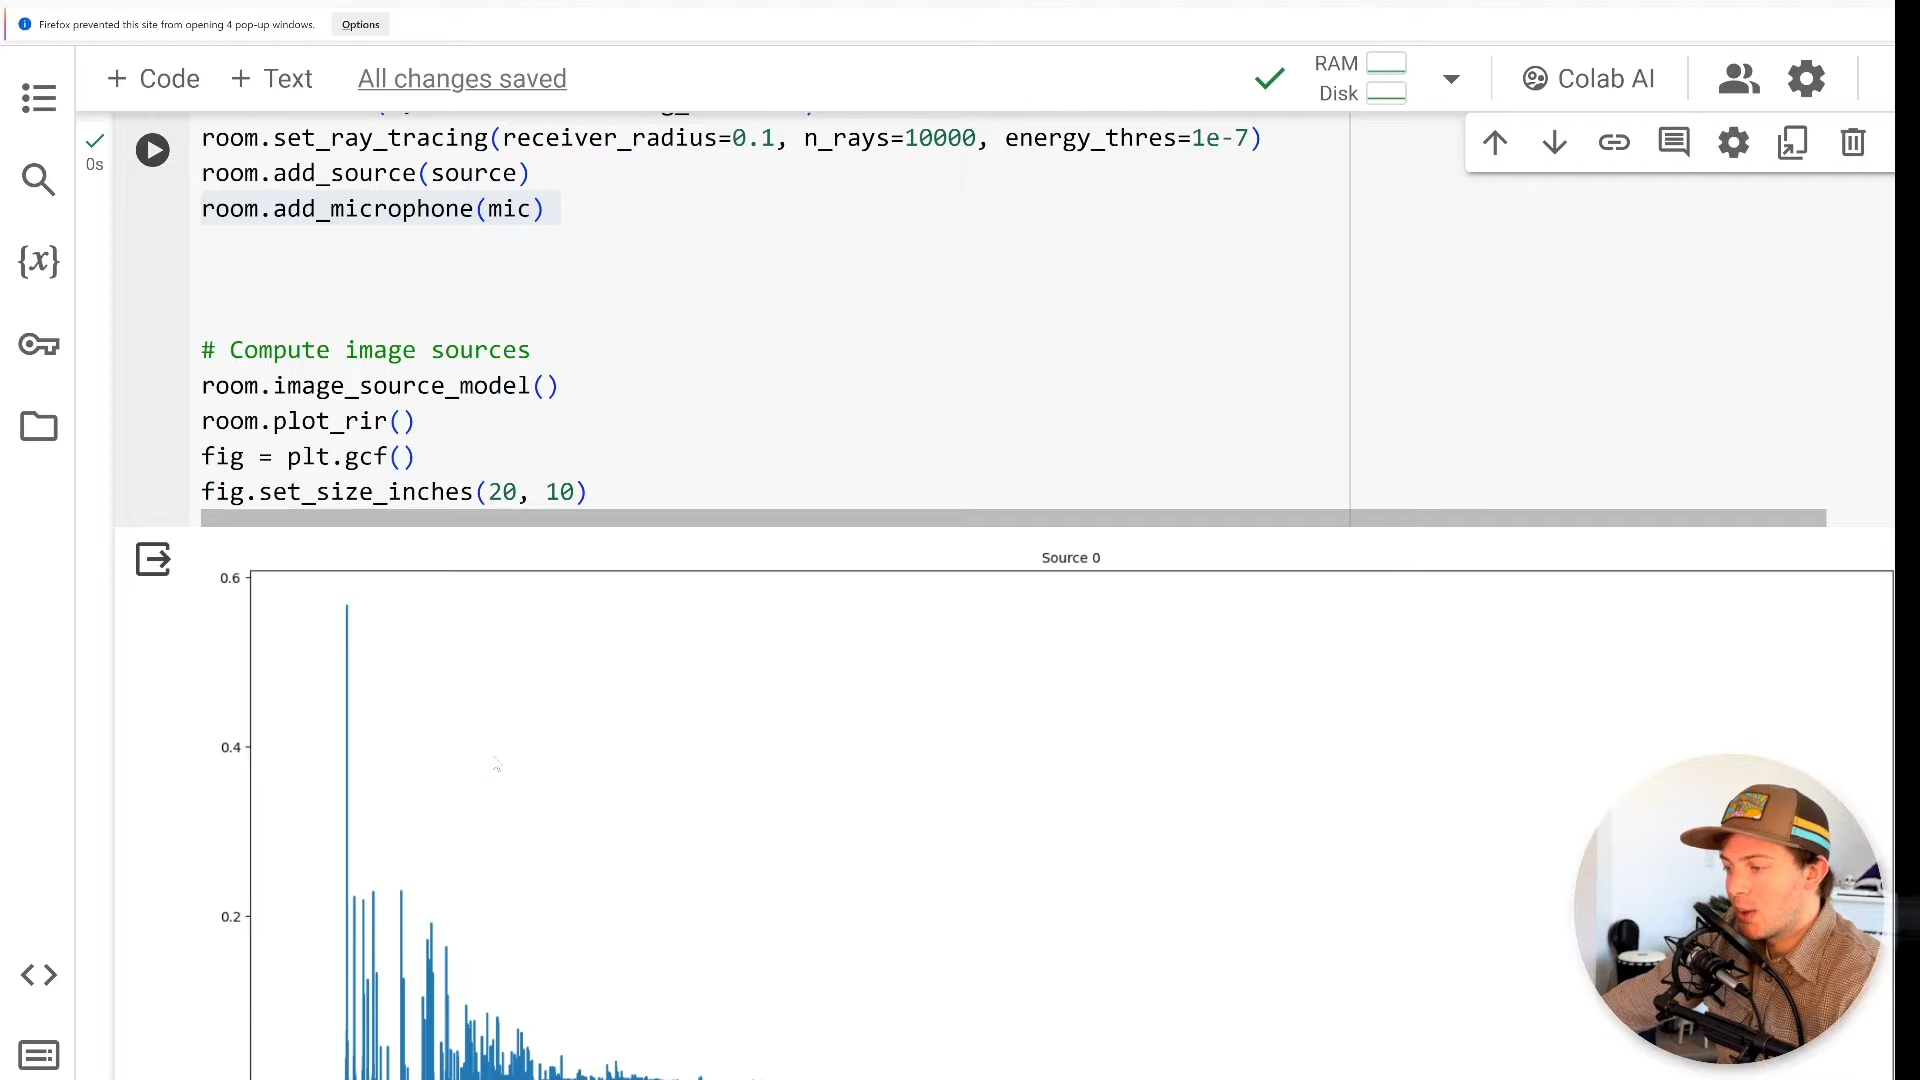 Firefox prevented this site from opening 4 pop-up windows. Options
+ Code + Text All changes saved
RAM
Disk
Colab AI
0s
room.set_ray_tracing(receiver_radius=0.1, n_rays=10000, energy_thres=1e-7)
room.add_source(source)
room.add_microphone(mic)
# Compute image sources
room.image_source_model()
room.plot_rir()
fig = plt.gcf()
fig.set_size_inches(20, 10)
{x}
Source 0
0.6
0.4
0.2